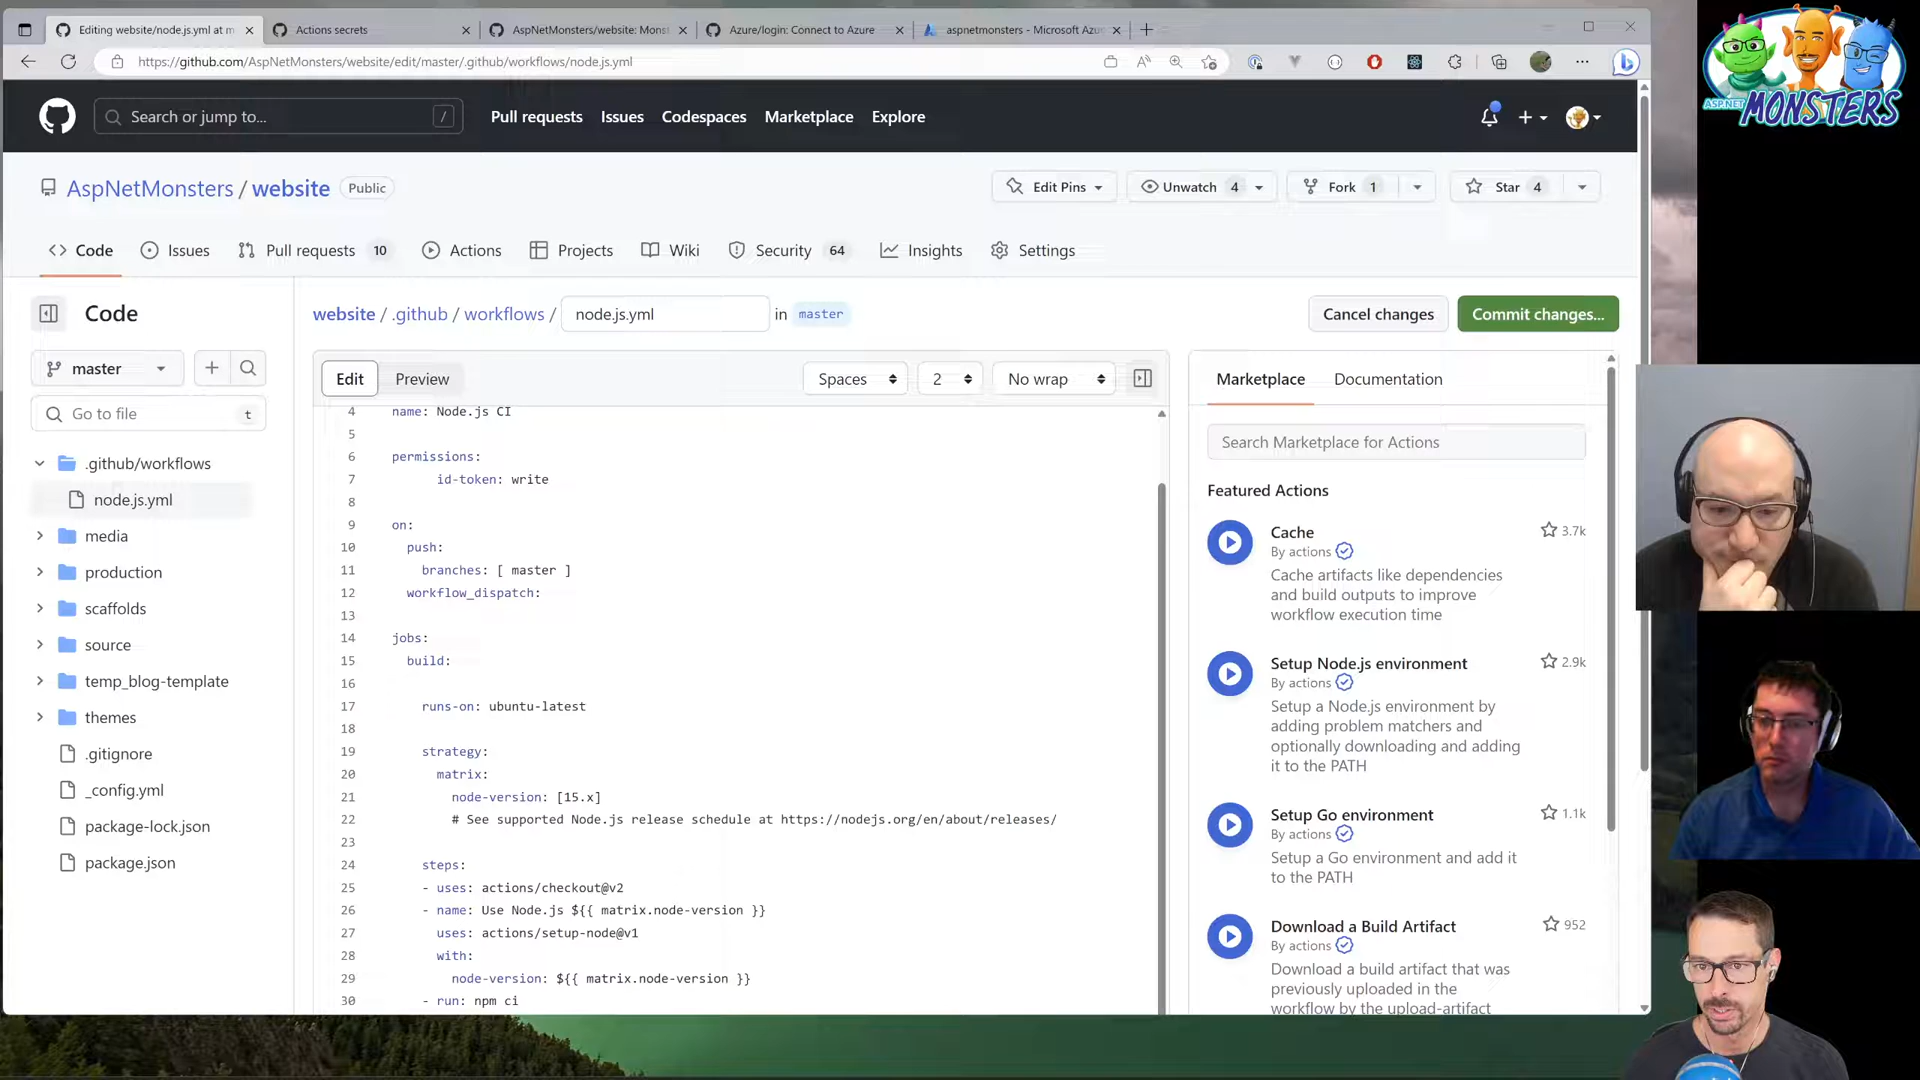 Editing website/node.js.yml at m
Actions secrets
AspNetMonsters/website: Monst
Azure/login: Connect to Azure
aspnetmonsters - Microsoft Azu
https://github.com/AspNetMonsters/website/edit/master/.github/workflows/node.js.yml
Search or jump to...
/
Pull requests
Issues
Codespaces
Marketplace
Explore
ASP.NET
MONSTERS
AspNetMonsters / website
Public
Edit Pins
Unwatch 4
Fork 1
Star 4
Code
Issues
Pull requests 10
Actions
Projects
Wiki
Security 64
Insights
Settings
Code
website / .github / workflows / node.js.yml in master
Cancel changes
Commit changes...
master
Go to file
t
.github/workflows
node.js.yml
media
production
scaffolds
source
temp_blog-template
themes
.gitignore
_config.yml
package-lock.json
package.json
Edit
Preview
Spaces
2
No wrap
4 name: Node.js CI
5
6 permissions:
7 id-token: write
8
9 on:
10 push:
11 branches: [ master ]
12 workflow_dispatch:
13
14 jobs:
15 build:
16
17 runs-on: ubuntu-latest
18
19 strategy:
20 matrix:
21 node-version: [15.x]
22 # See supported Node.js release schedule at https://nodejs.org/en/about/releases/
23
24 steps:
25 - uses: actions/checkout@v2
26 - name: Use Node.js ${{ matrix.node-version }}
27 uses: actions/setup-node@v1
28 with:
29 node-version: ${{ matrix.node-version }}
30 - run: npm ci
Marketplace
Documentation
Search Marketplace for Actions
Featured Actions
Cache
3.7k
By actions
Cache artifacts like dependencies
and build outputs to improve
workflow execution time
Setup Node.js environment
2.9k
By actions
Setup a Node.js environment by
adding problem matchers and
optionally downloading and adding
it to the PATH
Setup Go environment
1.1k
By actions
Setup a Go environment and add it
to the PATH
Download a Build Artifact
952
By actions
Download a build artifact that was
previously uploaded in the
workflow by the upload-artifact